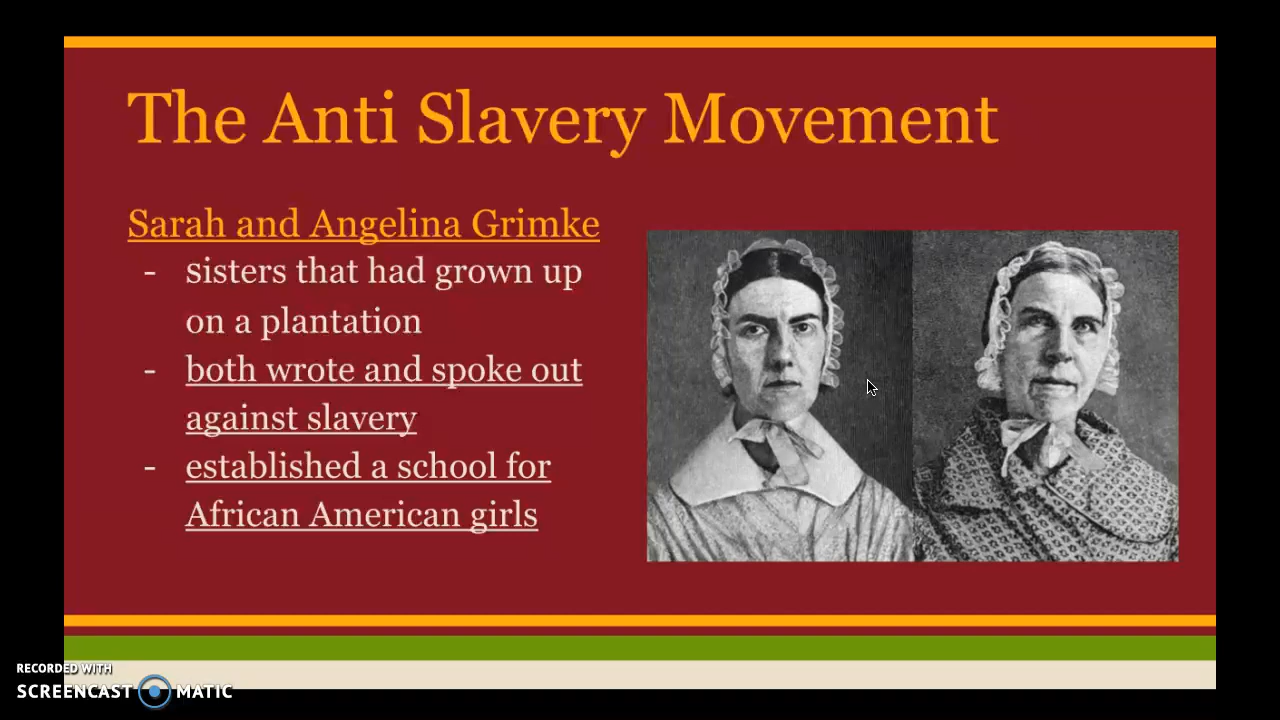 The Anti Slavery Movement
Sarah and Angelina Grimke
- sisters that had grown up
on a plantation
- both wrote and spoke out
against slavery
- established a school for
African American girls
RECORDED WITH
SCREENCAST MATIC